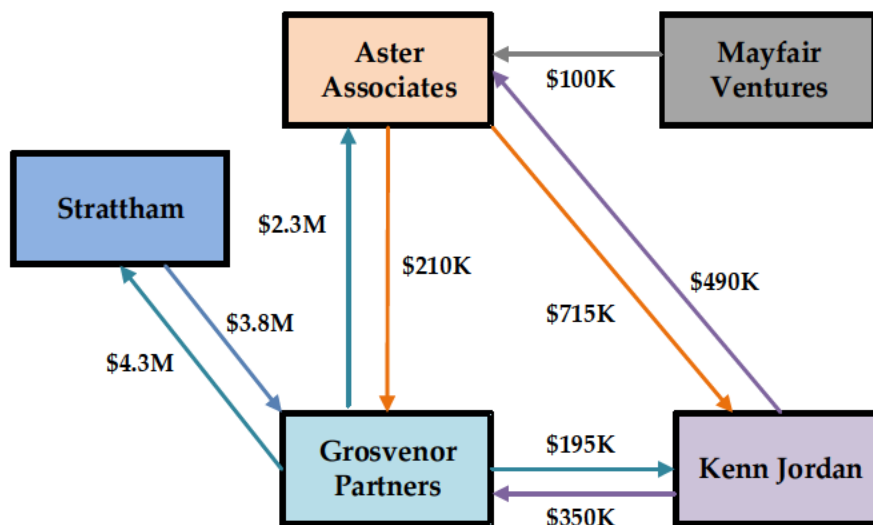 Aster
Associates
Mayfair
Ventures
$100K
Strattham
$2.3M
$210K
$490K
$715K
$3.8M
$4.3M
Grosvenor
Partners
$195K
Kenn Jordan
$350K